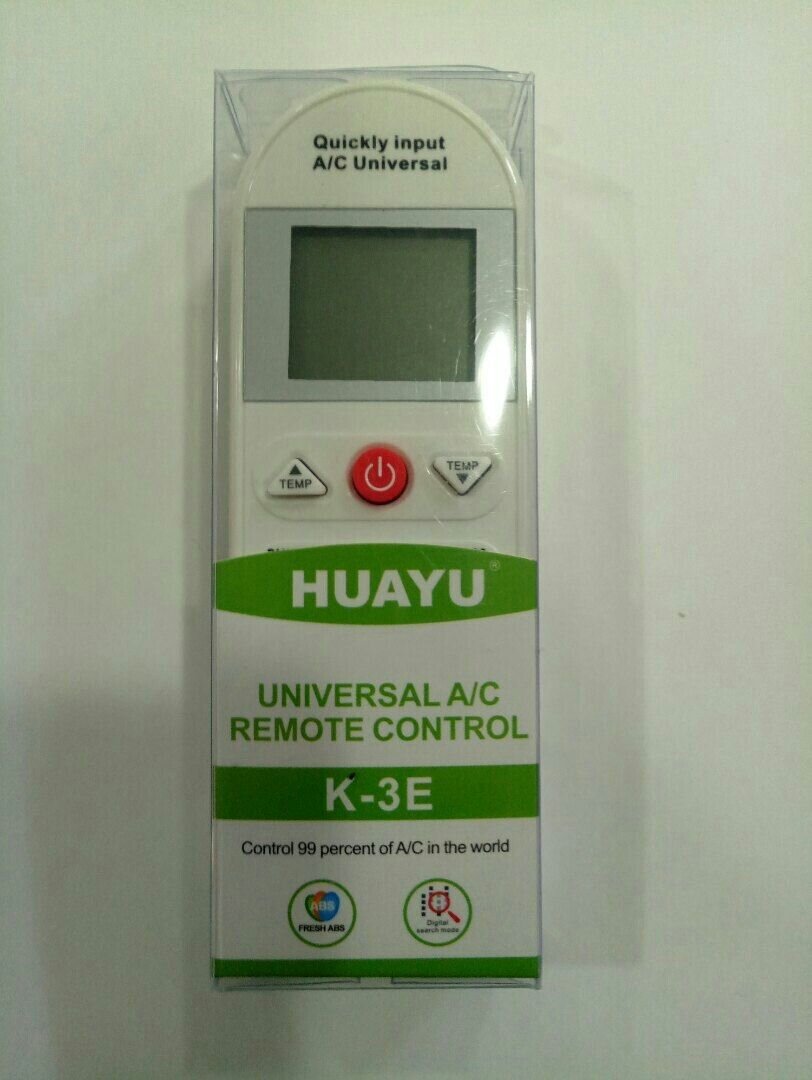 Quickly input
A/C Universal
TEMP
TEMP
HUAYU®
UNIVERSAL A/C
REMOTE CONTROL
K-3E
Control 99 percent of A/C in the world
ABS
FRESH ABS
Digital
search mode